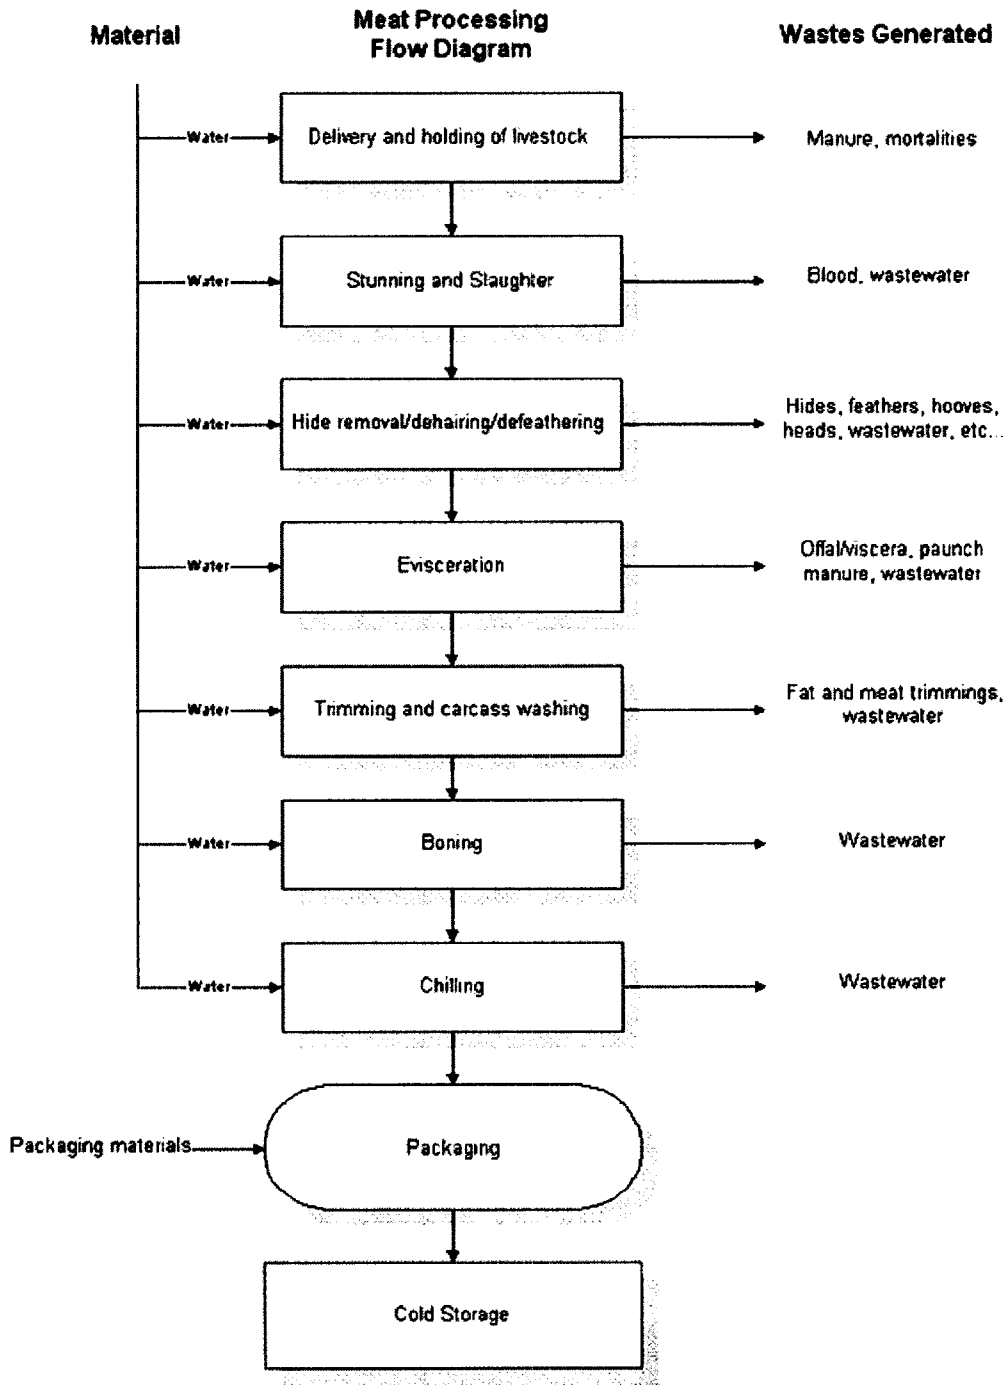 Material
Meat Processing
Flow Diagram
Wastes Generated
Water
Delivery and holding of livestock
Manure, mortalities
Water
Stunning and Slaughter
Blood, wastewater
Water
Hide removal/dehairing/defeathering
Hides, feathers, hooves,
heads, wastewater, etc...
Water
Evisceration
Offal/viscera, paunch
manure, wastewater
Water
Trimming and carcass washing
Fat and meat trimmings,
wastewater
Water
Boning
Wastewater
Water
Chilling
Wastewater
Packaging materials
Packaging
Cold Storage